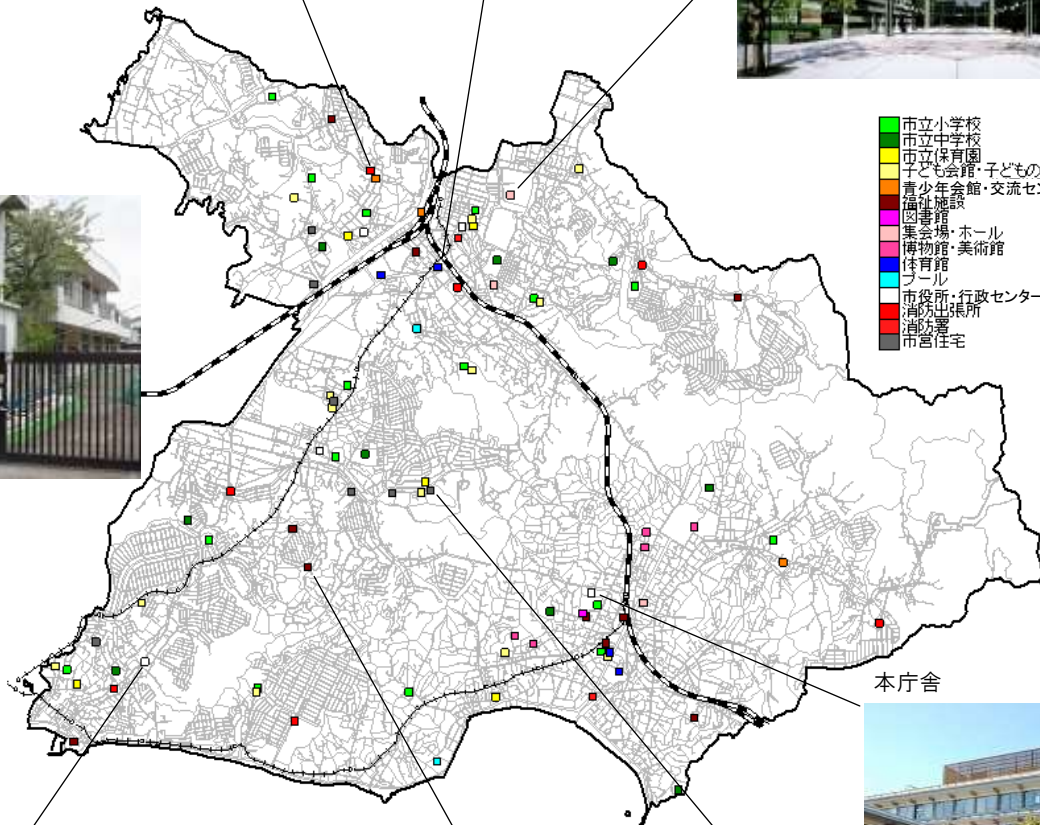 市立小学校
市立中学校
市立保育園
子ども会館・子どもの
青少年会館・交流セン
福祉施設
図書館
集会場・ホール
博物館・美術館
体育館
プール
市役所・行政センター
消防出張所
消防署
市営住宅
本庁舎